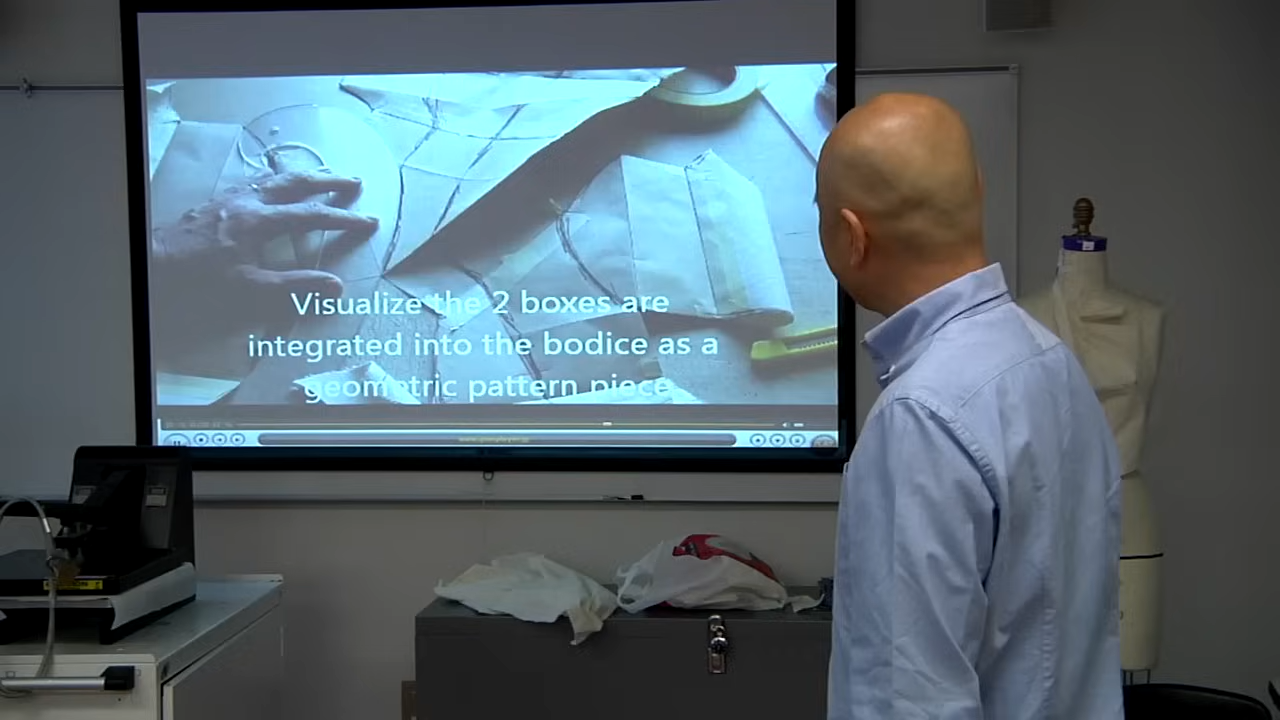 Visualize the 2 boxes are
integrated into the bodice as a
geometric pattern piece